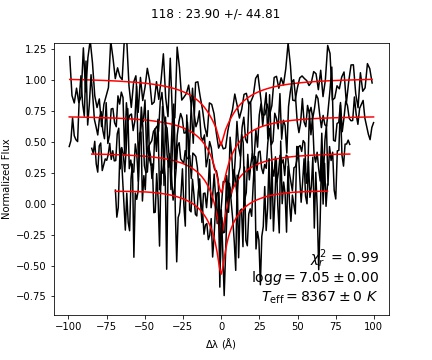 118 : 23.90 +/- 44.81
Normalized Flux
1.25
1.00
0.75
0.50
0.25
0.00
−0.25
−0.50
−0.75
χ²ᵣ = 0.99
log g = 7.05 ± 0.00
T_eff = 8367 ± 0 K
−100 −75 −50 −25 0 25 50 75 100
Δλ (Å)